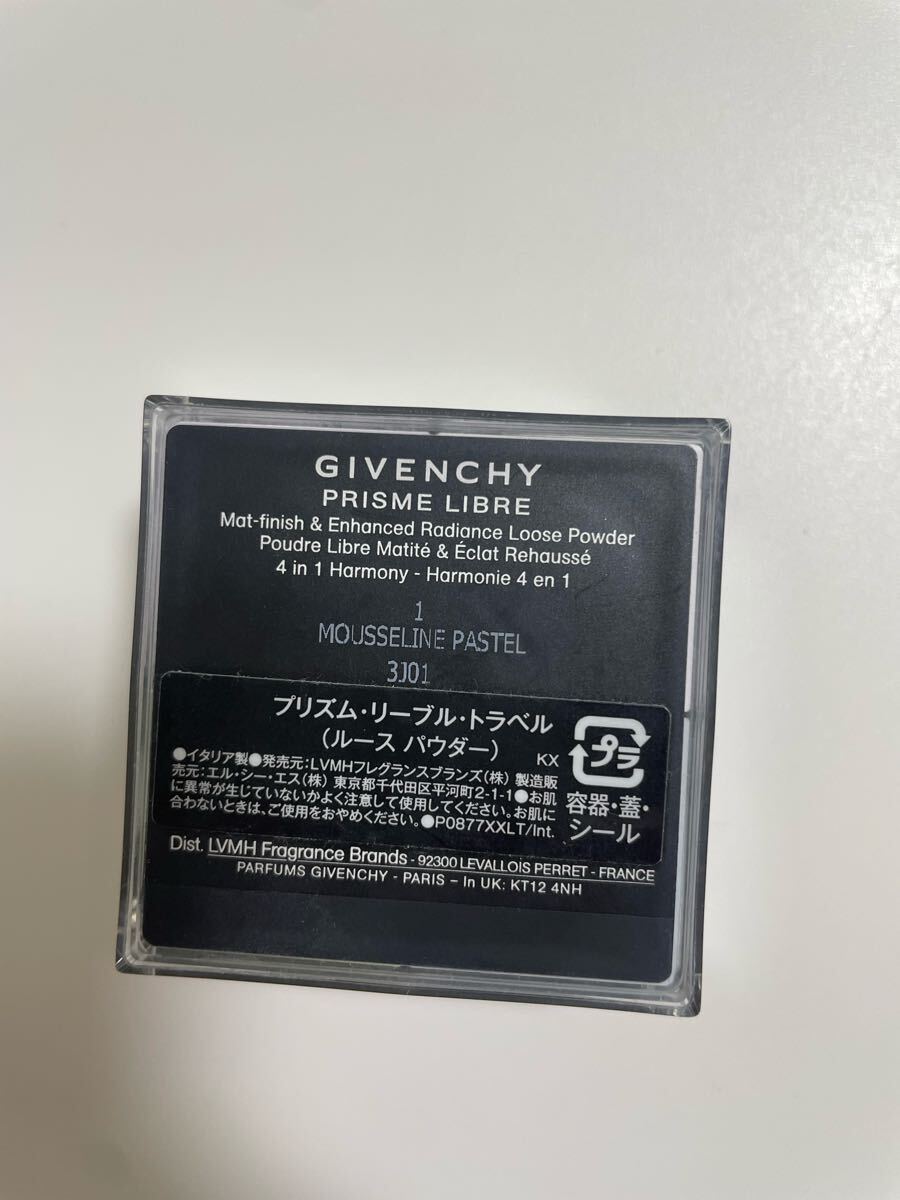 GIVENCHY
PRISME LIBRE
Mat-finish & Enhanced Radiance Loose Powder
Poudre Libre Matité & Éclat Rehaussé
4 in 1 Harmony - Harmonie 4 en 1
1
MOUSSELINE PASTEL
3J01
プリズム・リーブル・トラベル
(ルース パウダー)
KX
プラ
容器・蓋・
シール
●イタリア製●発売元:LVMHフレグランスブランズ(株) 製造販
売元:エル・シー・エス(株) 東京都千代田区平河町2-1-1●お肌
に異常が生じていないかよく注意して使用してください。お肌に
合わないときは、ご使用をおやめください。●P0877XXLT/Int.
Dist. LVMH Fragrance Brands - 92300 LEVALLOIS PERRET - FRANCE
PARFUMS GIVENCHY - PARIS – In UK: KT12 4NH